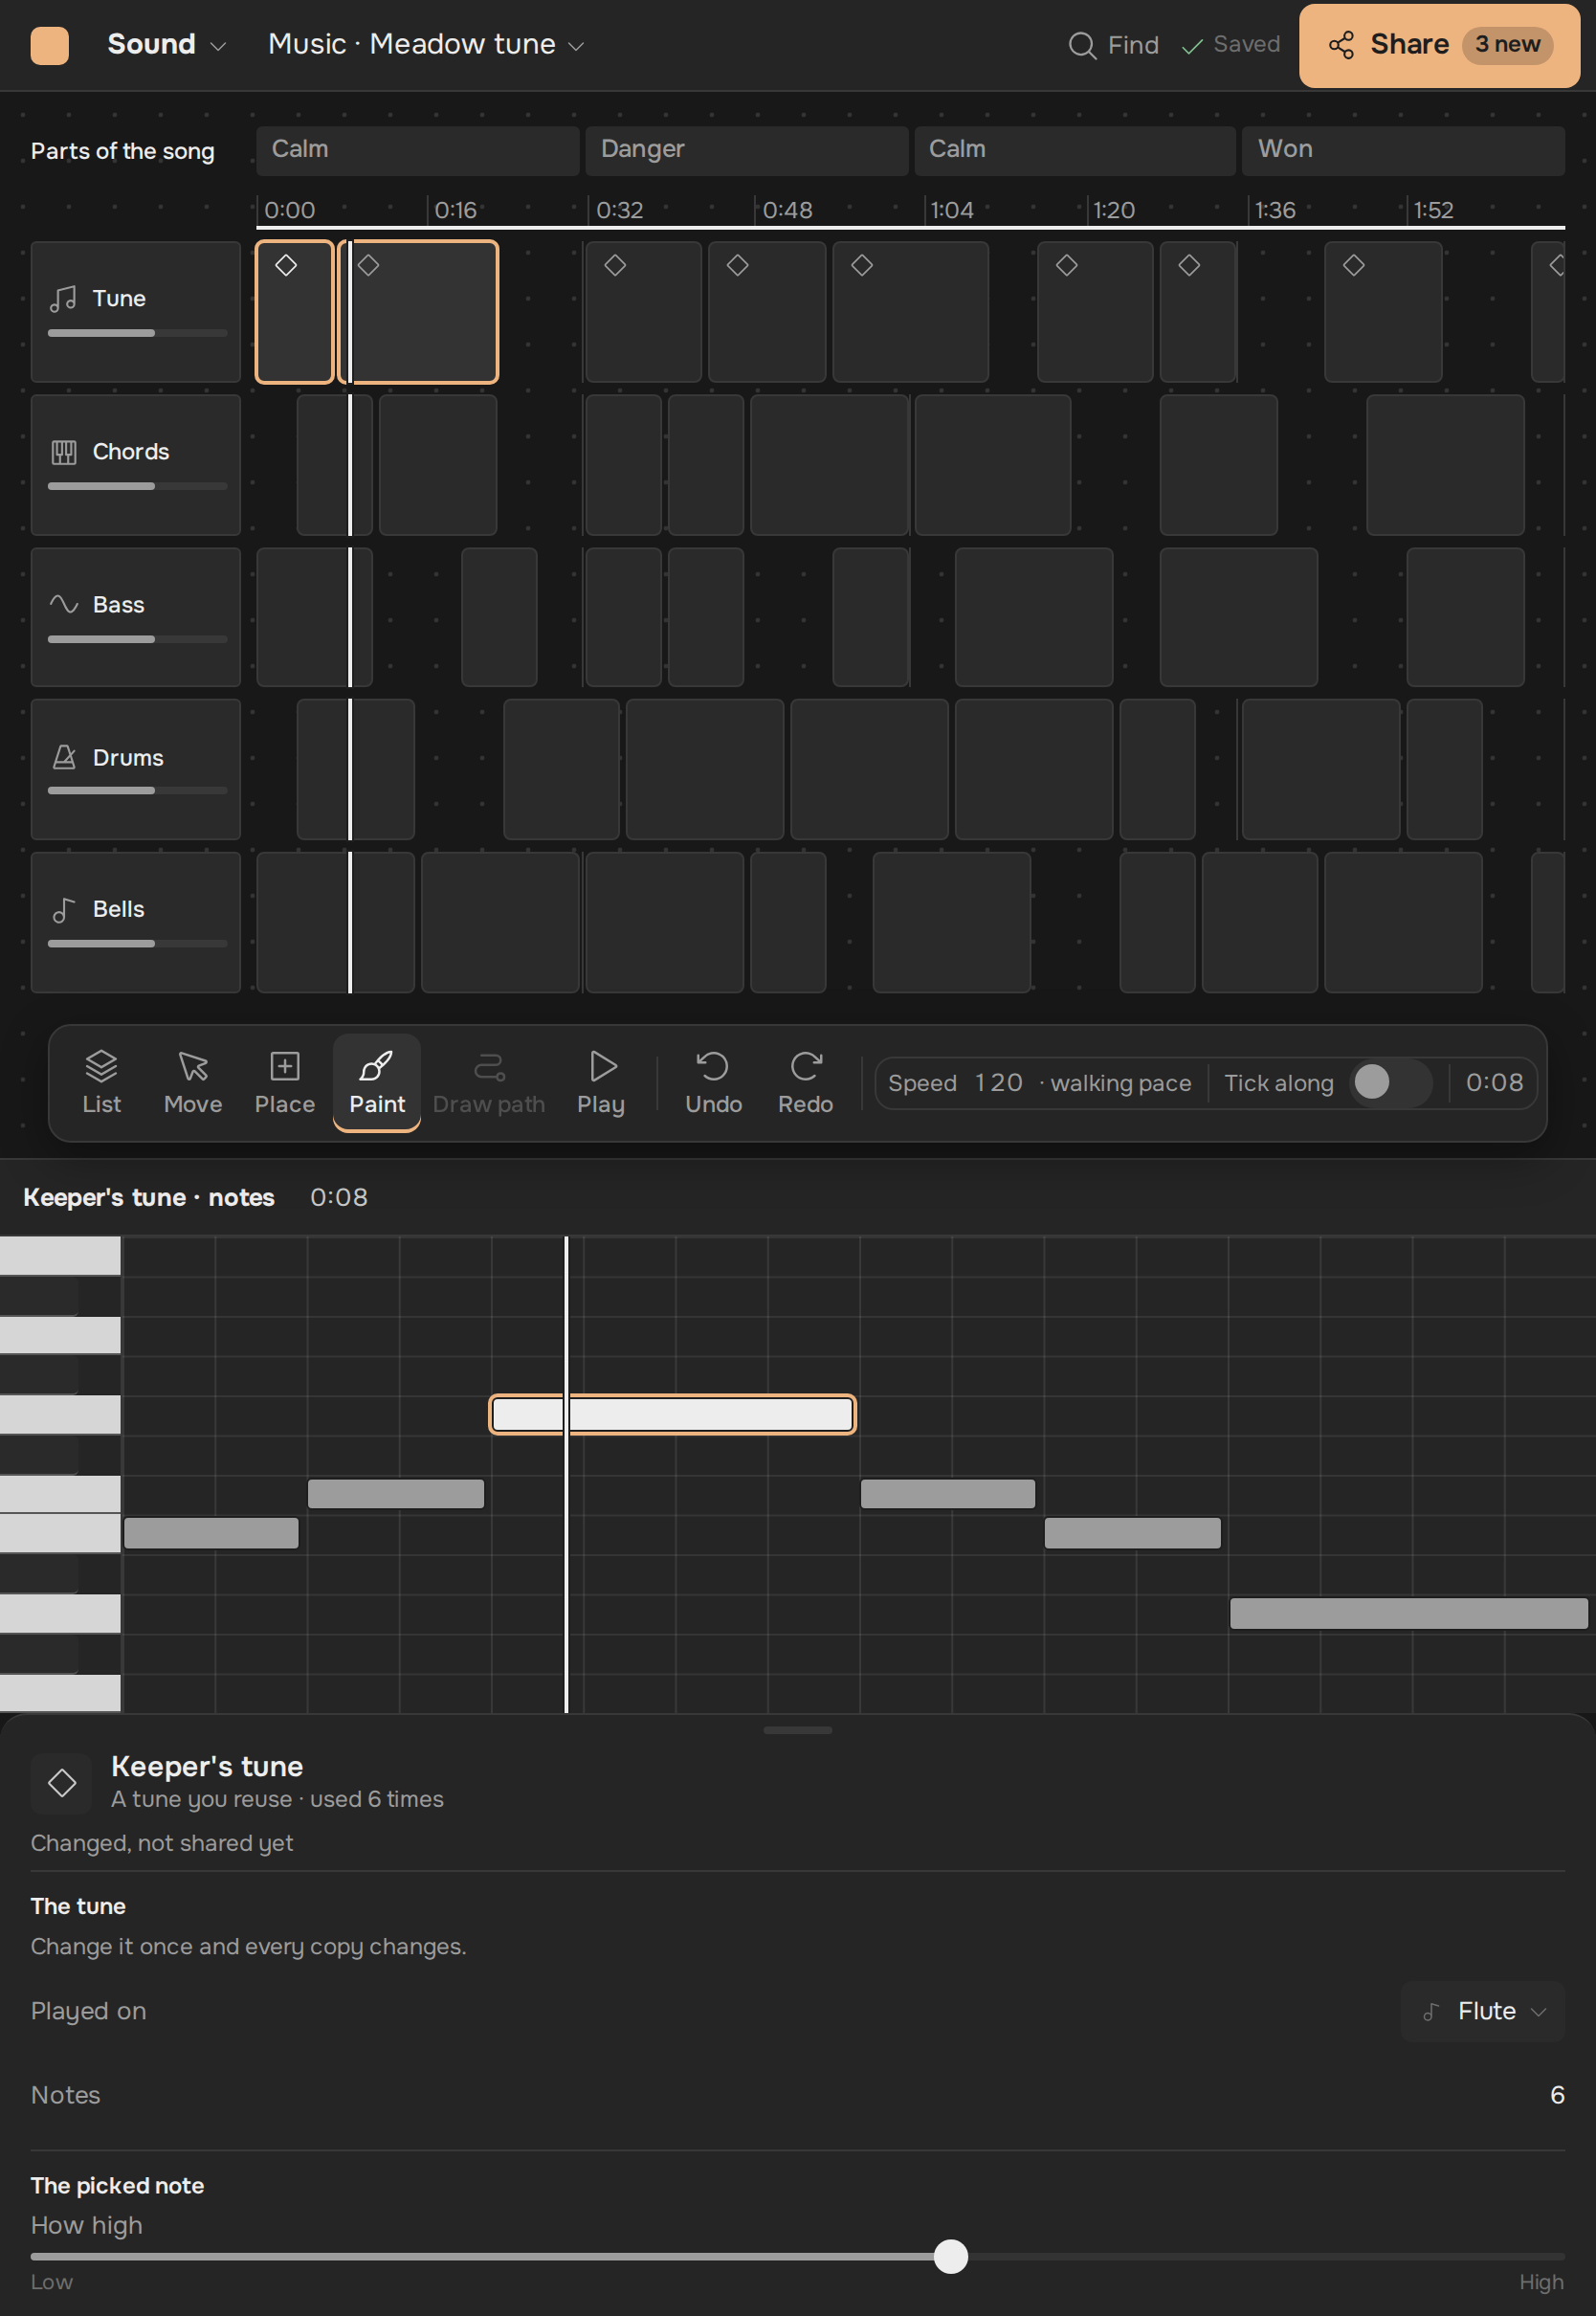 Sound Music · Meadow tune Find Saved Share 3 new
Parts of the song Calm Danger Calm Won
0:00 0:16 0:32 0:48 1:04 1:20 1:36 1:52
Tune
Chords
Bass
Drums
Bells
List Move Place Paint Draw path Play Undo Redo Speed 120 · walking pace Tick along 0:08
Keeper's tune · notes 0:08
Keeper's tune
A tune you reuse · used 6 times
Changed, not shared yet
The tune
Change it once and every copy changes.
Played on Flute
Notes 6
The picked note
How high
Low High